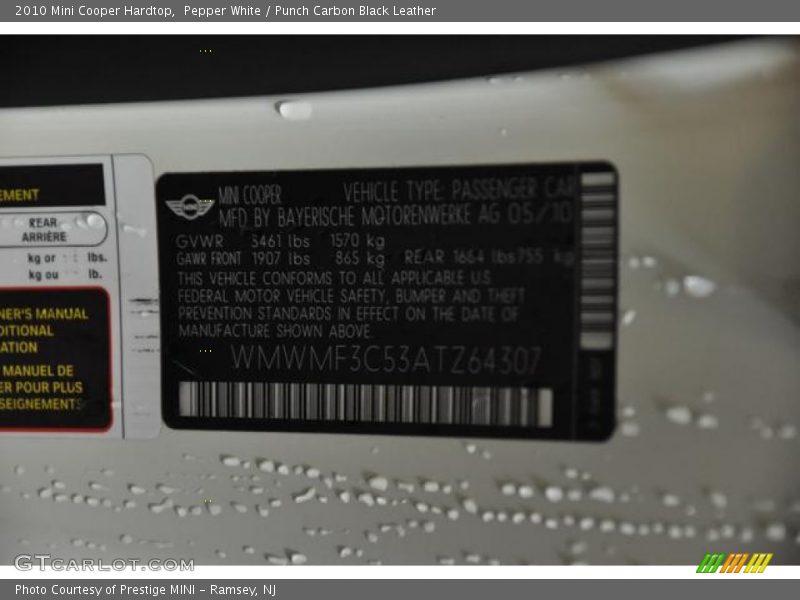 2010 Mini Cooper Hardtop,  Pepper White / Punch Carbon Black Leather
EMENT
REAR
ARRIÈRE
kg or lbs.
kg ou lb.
NER'S MANUAL
DITIONAL
ATION
MANUEL DE
ER POUR PLUS
SEIGNEMENTS
MINI COOPER VEHICLE TYPE: PASSENGER CAR
MFD BY BAYERISCHE MOTORENWERKE AG 05/10
GVWR 3461 lbs 1570 kg
GAWR FRONT 1907 lbs 865 kg REAR 1664 lbs 755 kg
THIS VEHICLE CONFORMS TO ALL APPLICABLE U.S
FEDERAL MOTOR VEHICLE SAFETY, BUMPER AND THEFT
PREVENTION STANDARDS IN EFFECT ON THE DATE OF
MANUFACTURE SHOWN ABOVE.
WMWMF3C53ATZ64307
GTCARLOT.COM
Photo Courtesy of Prestige MINI – Ramsey, NJ